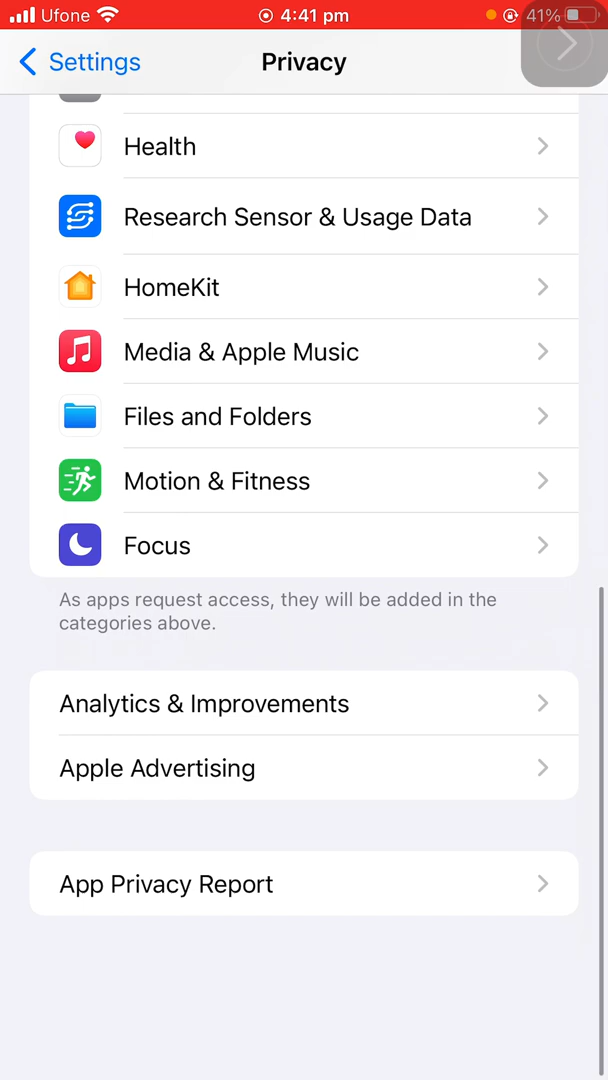 Ufone 4:41 pm 41%
Settings Privacy
Health
Research Sensor & Usage Data
HomeKit
Media & Apple Music
Files and Folders
Motion & Fitness
Focus
As apps request access, they will be added in the
categories above.
Analytics & Improvements
Apple Advertising
App Privacy Report